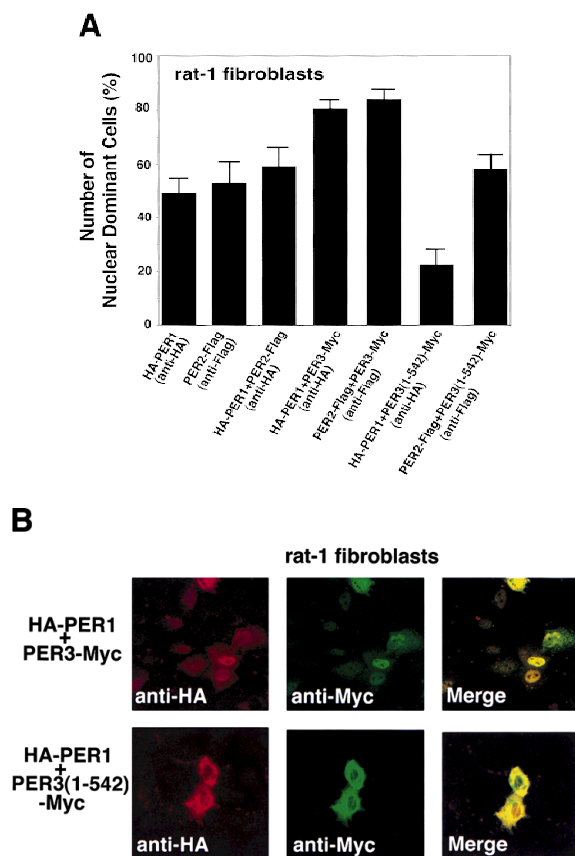 A
rat-1 fibroblasts
Number of
Nuclear Dominant Cells (%)
100
80
60
40
20
0
HA-PER1
(anti-HA)
PER2-Flag
(anti-Flag)
HA-PER1+PER2-Flag
(anti-HA)
HA-PER1+PER3-Myc
(anti-HA)
PER2-Flag+PER3-Myc
(anti-Flag)
HA-PER1+PER3(1-542)-Myc
(anti-HA)
PER2-Flag+PER3(1-542)-Myc
(anti-Flag)
B
rat-1 fibroblasts
HA-PER1
+
PER3-Myc
anti-HA
anti-Myc
Merge
HA-PER1
+
PER3(1-542)
-Myc
anti-HA
anti-Myc
Merge